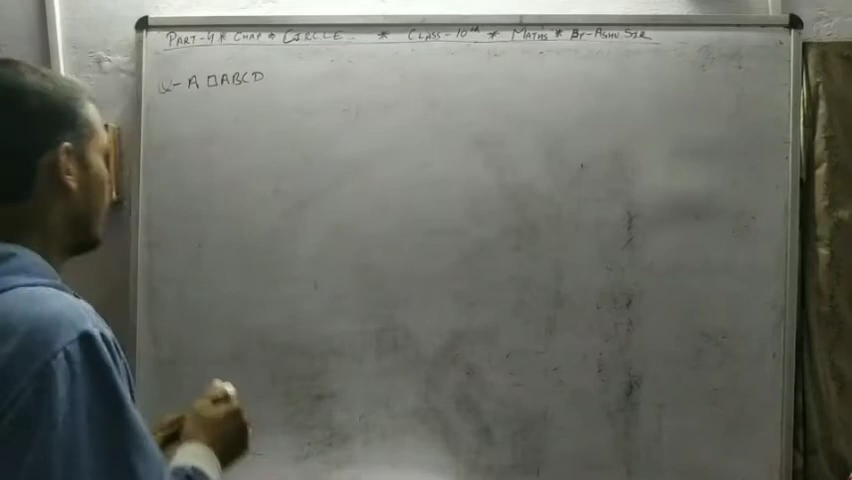 PART-4 * CHAP * CIRCLE * CLASS-10th * MATHS * BY-ASHU SIR
Q- A □ABCD